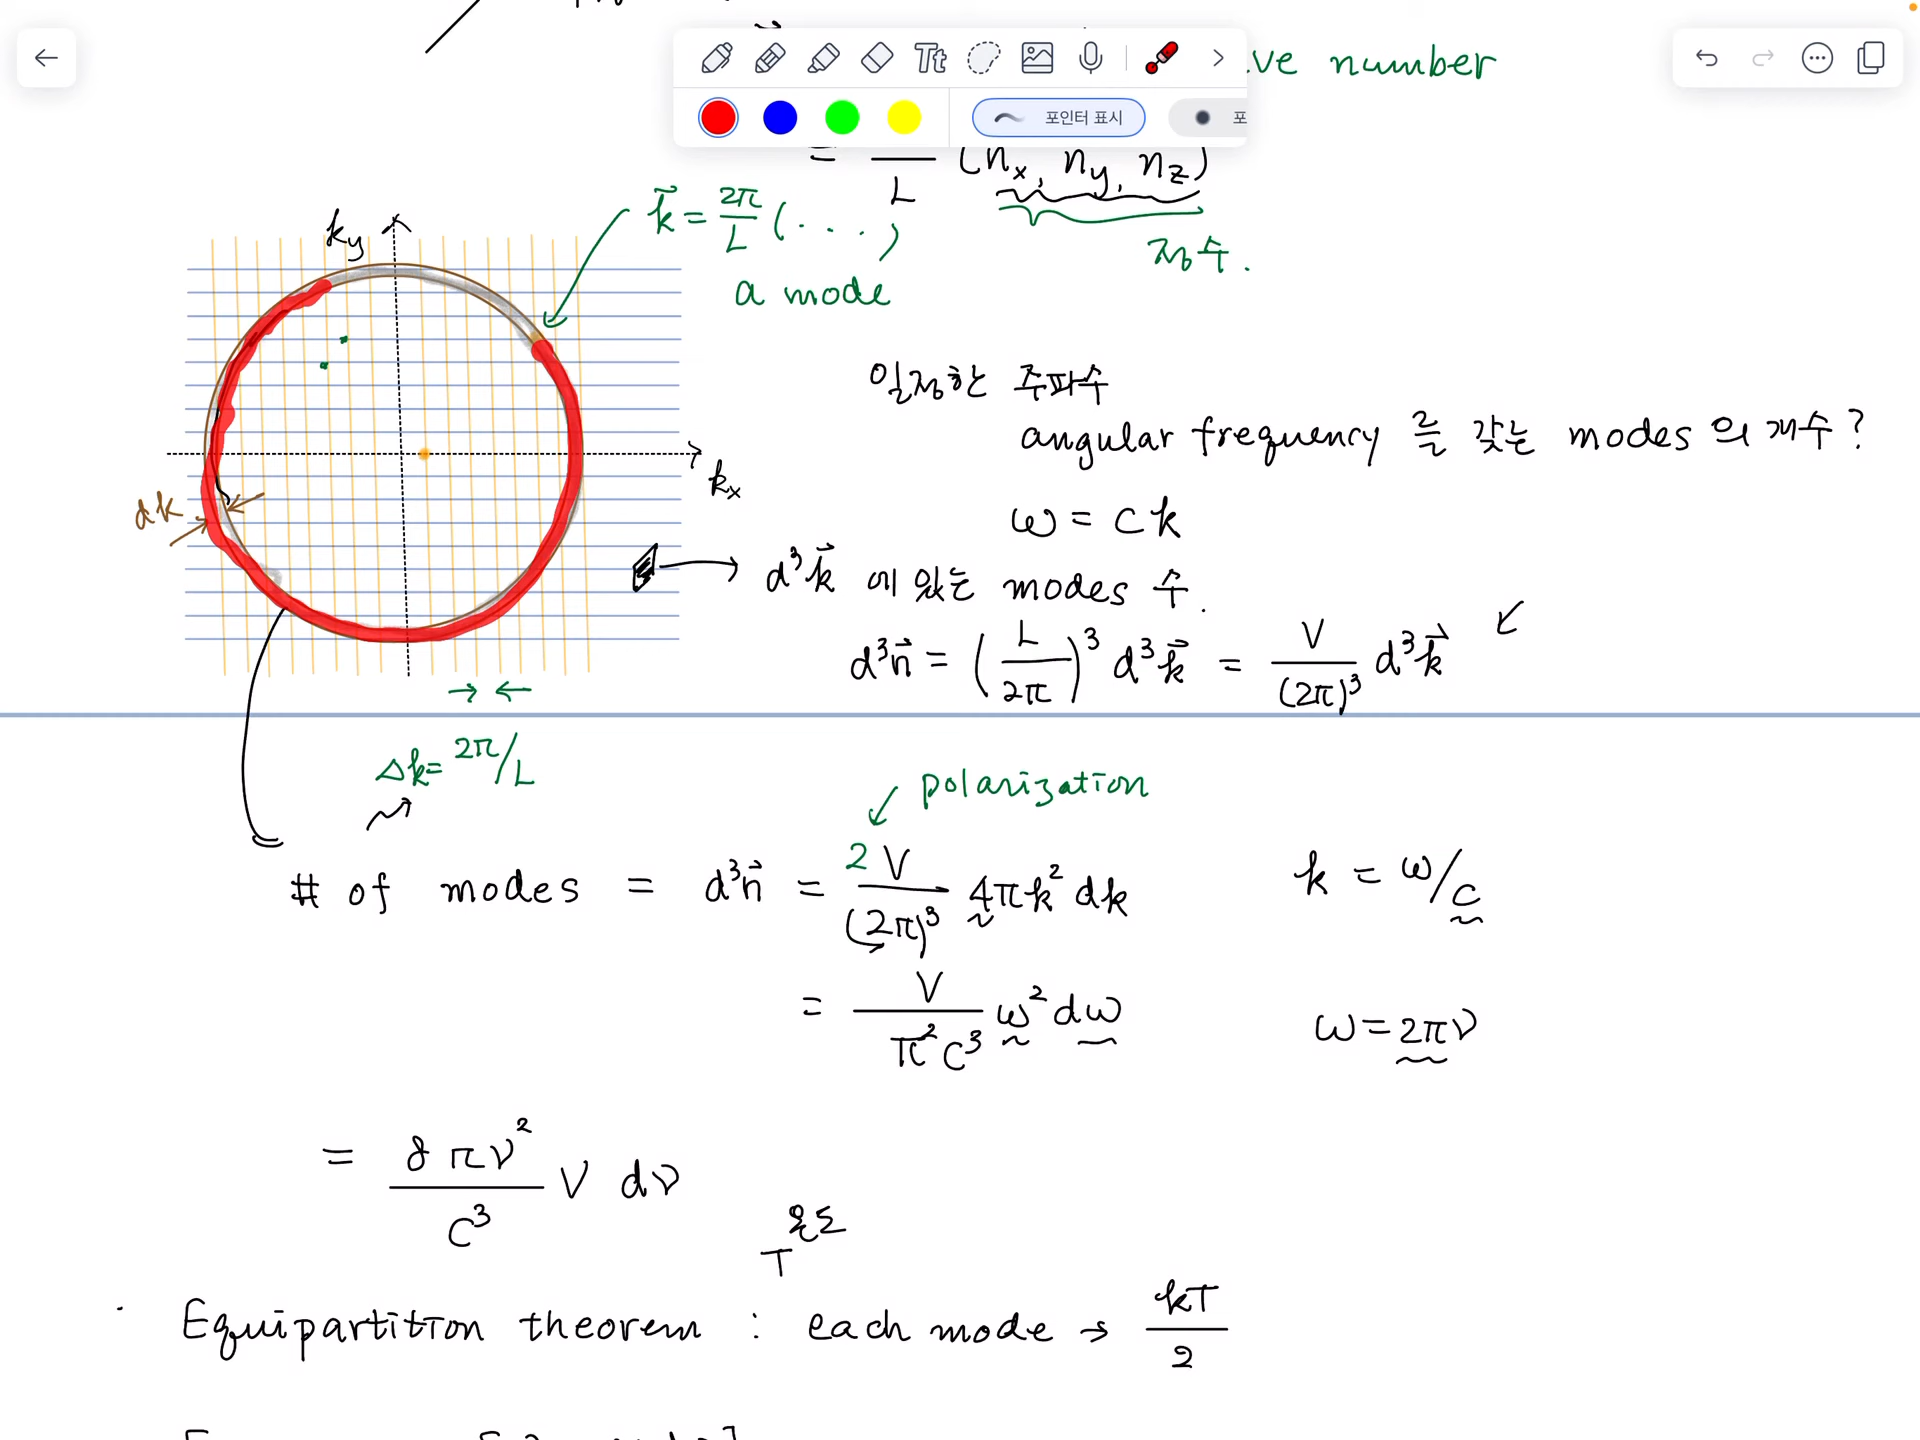 ve number
Tt
포인터 표시
포
= — L (nx, ny, nz)
정수.
ky
k⃗ = 2π/L (. . . )
a mode
일정한 주파수
angular frequency 를 갖는 modes 의 개수?
kx
dk
ω = ck
d³k⃗ 에 있는 modes 수.
d³n⃗ = (L/2π)³ d³k⃗ = V/(2π)³ d³k⃗
Δk = 2π/L
polarization
# of modes = d³n⃗ = 2V/(2π)³ 4πk² dk
k = ω/c
= V/π²c³ ω² dω
ω = 2πν
= 8πν²/c³ V dν
T 온도
· Equipartition theorem : each mode → kT/2